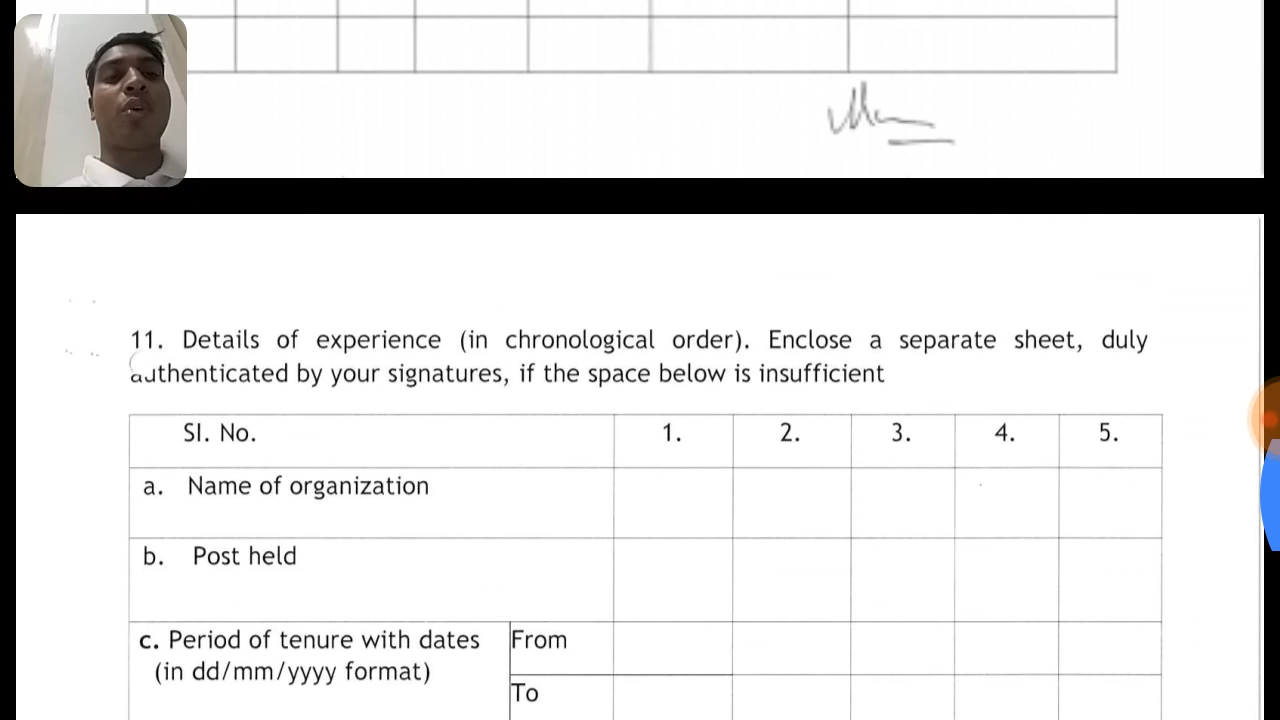 11. Details of experience (in chronological order). Enclose a separate sheet, duly
authenticated by your signatures, if the space below is insufficient
Sl. No. 1. 2. 3. 4. 5.
a. Name of organization
b. Post held
c. Period of tenure with dates From
(in dd/mm/yyyy format)
To